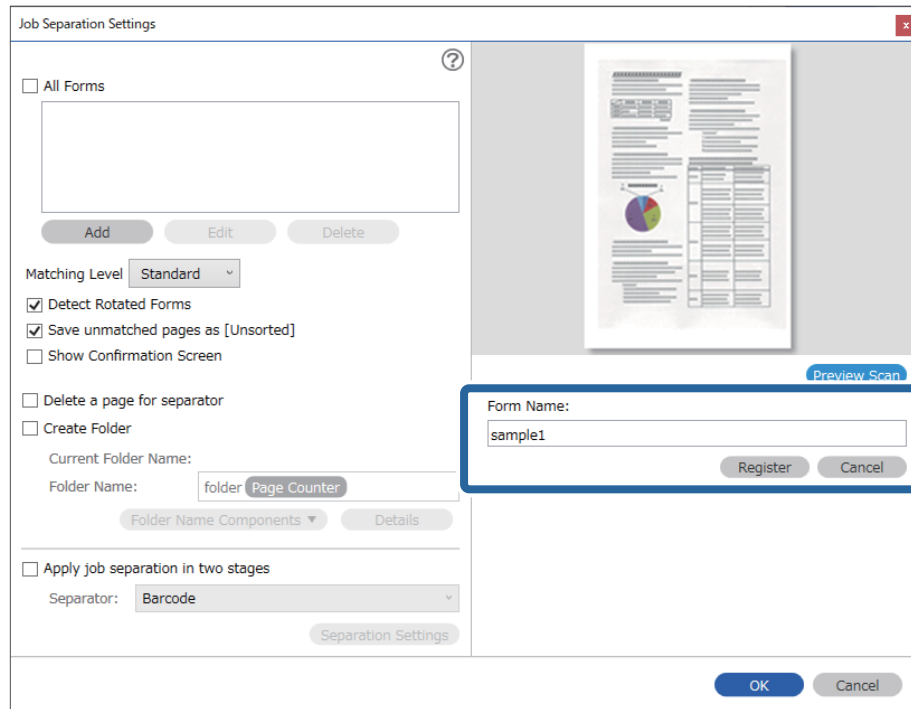 Job Separation Settings
x
?
All Forms
Add Edit Delete
Matching Level Standard
Detect Rotated Forms
Save unmatched pages as [Unsorted]
Show Confirmation Screen
Delete a page for separator
Create Folder
Current Folder Name:
Folder Name: folder Page Counter
Folder Name Components ▼ Details
Apply job separation in two stages
Separator: Barcode
Separation Settings
Preview Scan
Form Name:
sample1
Register Cancel
OK Cancel